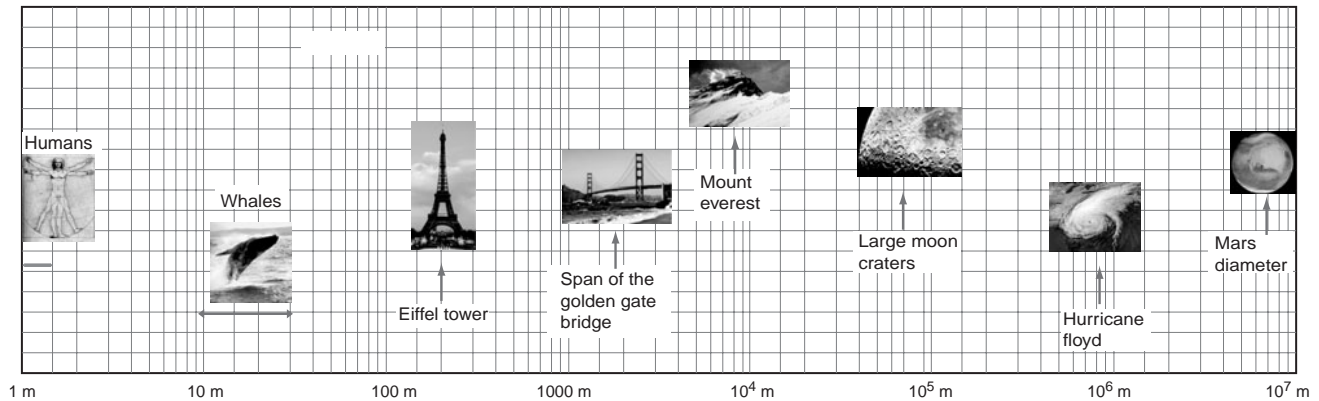 Humans
Whales
Eiffel tower
Span of the
golden gate
bridge
Mount
everest
Large moon
craters
Hurricane
floyd
Mars
diameter
1 m
10 m
100 m
1000 m
10⁴ m
10⁵ m
10⁶ m
10⁷ m